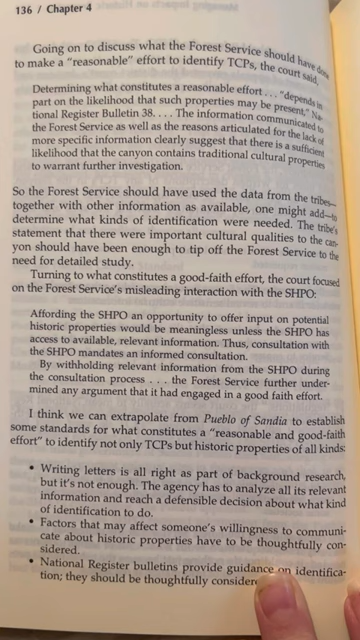 136 / Chapter 4
Going on to discuss what the Forest Service should have done
to make a "reasonable" effort to identify TCPs, the court said,
Determining what constitutes a reasonable effort . . . "depends in
part on the likelihood that such properties may be present," Na-
tional Register Bulletin 38. . . . The information communicated to
the Forest Service as well as the reasons articulated for the lack of
more specific information clearly suggest that there is a sufficient
likelihood that the canyon contains traditional cultural properties
to warrant further investigation.
So the Forest Service should have used the data from the tribes—
together with other information as available, one might add—to
determine what kinds of identification were needed. The tribe's
statement that there were important cultural qualities to the can-
yon should have been enough to tip off the Forest Service to the
need for detailed study.
Turning to what constitutes a good-faith effort, the court focused
on the Forest Service's misleading interaction with the SHPO:
Affording the SHPO an opportunity to offer input on potential
historic properties would be meaningless unless the SHPO has
access to available, relevant information. Thus, consultation with
the SHPO mandates an informed consultation.
By withholding relevant information from the SHPO during
the consultation process . . . the Forest Service further under-
mined any argument that it had engaged in a good faith effort.
I think we can extrapolate from Pueblo of Sandia to establish
some standards for what constitutes a "reasonable and good-faith
effort" to identify not only TCPs but historic properties of all kinds:
• Writing letters is all right as part of background research,
but it's not enough. The agency has to analyze all its relevant
information and reach a defensible decision about what kind
of identification to do.
• Factors that may affect someone's willingness to communi-
cate about historic properties have to be thoughtfully con-
sidered.
• National Register bulletins provide guidance on identifica-
tion; they should be thoughtfully